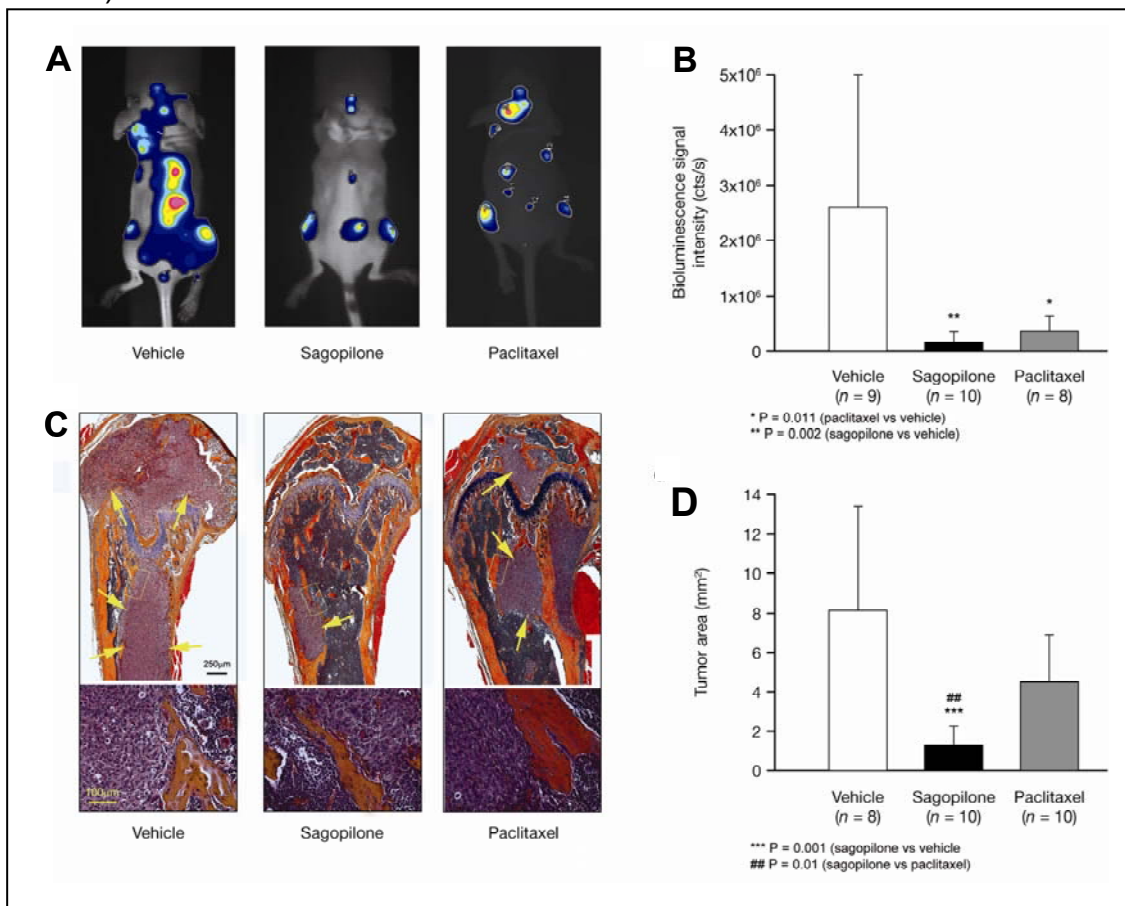 A
Vehicle
Sagopilone
Paclitaxel
B
Bioluminescence signal
intensity (cts/s)
5x10⁶
4x10⁶
3x10⁶
2x10⁶
1x10⁶
0
**
*
Vehicle
(n = 9)
Sagopilone
(n = 10)
Paclitaxel
(n = 8)
* P = 0.011 (paclitaxel vs vehicle)
** P = 0.002 (sagopilone vs vehicle)
C
250µm
100µm
Vehicle
Sagopilone
Paclitaxel
D
Tumor area (mm²)
14
12
10
8
6
4
2
0
##
***
Vehicle
(n = 8)
Sagopilone
(n = 10)
Paclitaxel
(n = 10)
*** P = 0.001 (sagopilone vs vehicle
## P = 0.01 (sagopilone vs paclitaxel)